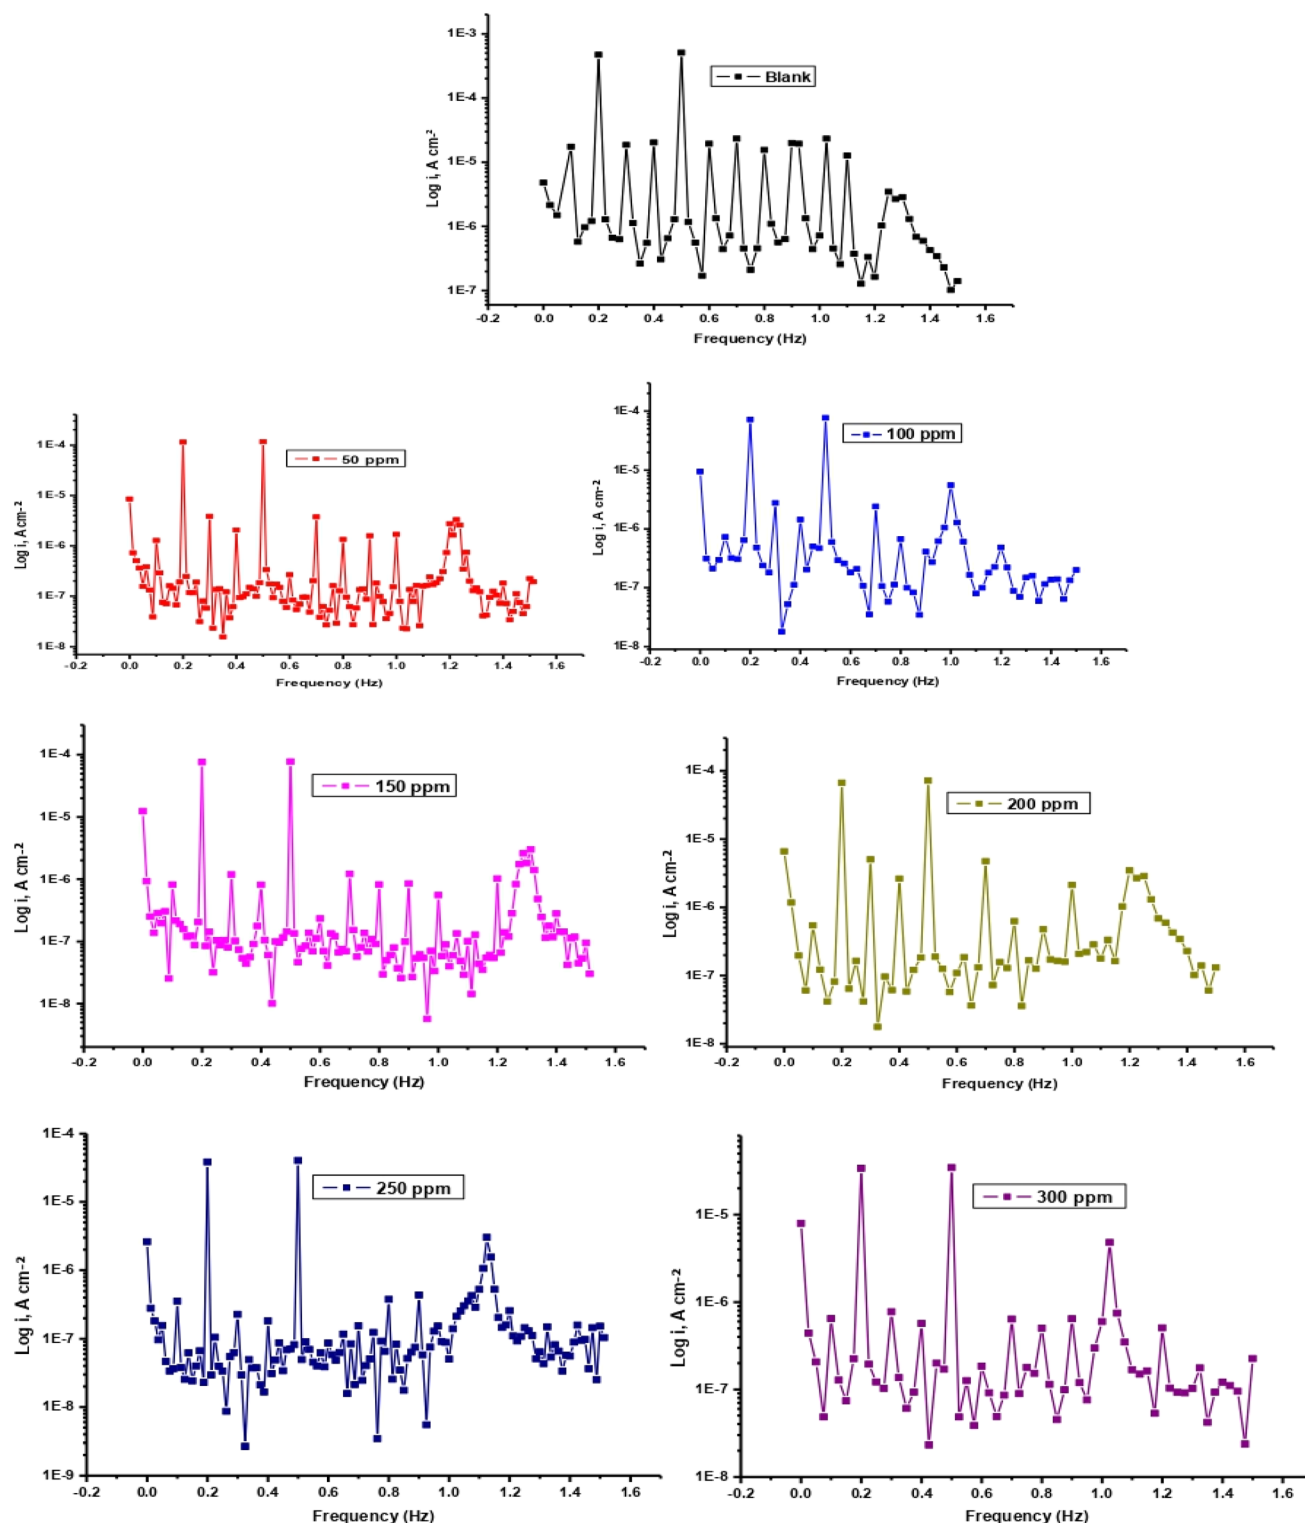 1E-3
1E-4
1E-5
1E-6
1E-7
Log i, A cm-2
Blank
-0.2 0.0 0.2 0.4 0.6 0.8 1.0 1.2 1.4 1.6
Frequency (Hz)
1E-4
1E-5
1E-6
1E-7
1E-8
Log i, A cm-2
50 ppm
-0.2 0.0 0.2 0.4 0.6 0.8 1.0 1.2 1.4 1.6
Frequency (Hz)
1E-4
1E-5
1E-6
1E-7
1E-8
Log i, A cm-2
100 ppm
-0.2 0.0 0.2 0.4 0.6 0.8 1.0 1.2 1.4 1.6
Frequency (Hz)
1E-4
1E-5
1E-6
1E-7
1E-8
Log i, A cm-2
150 ppm
-0.2 0.0 0.2 0.4 0.6 0.8 1.0 1.2 1.4 1.6
Frequency (Hz)
1E-4
1E-5
1E-6
1E-7
1E-8
Log i, A cm-2
200 ppm
-0.2 0.0 0.2 0.4 0.6 0.8 1.0 1.2 1.4 1.6
Frequency (Hz)
1E-4
1E-5
1E-6
1E-7
1E-8
1E-9
Log i, A cm-2
250 ppm
-0.2 0.0 0.2 0.4 0.6 0.8 1.0 1.2 1.4 1.6
Frequency (Hz)
1E-5
1E-6
1E-7
1E-8
Log i, A cm-2
300 ppm
-0.2 0.0 0.2 0.4 0.6 0.8 1.0 1.2 1.4 1.6
Frequency (Hz)